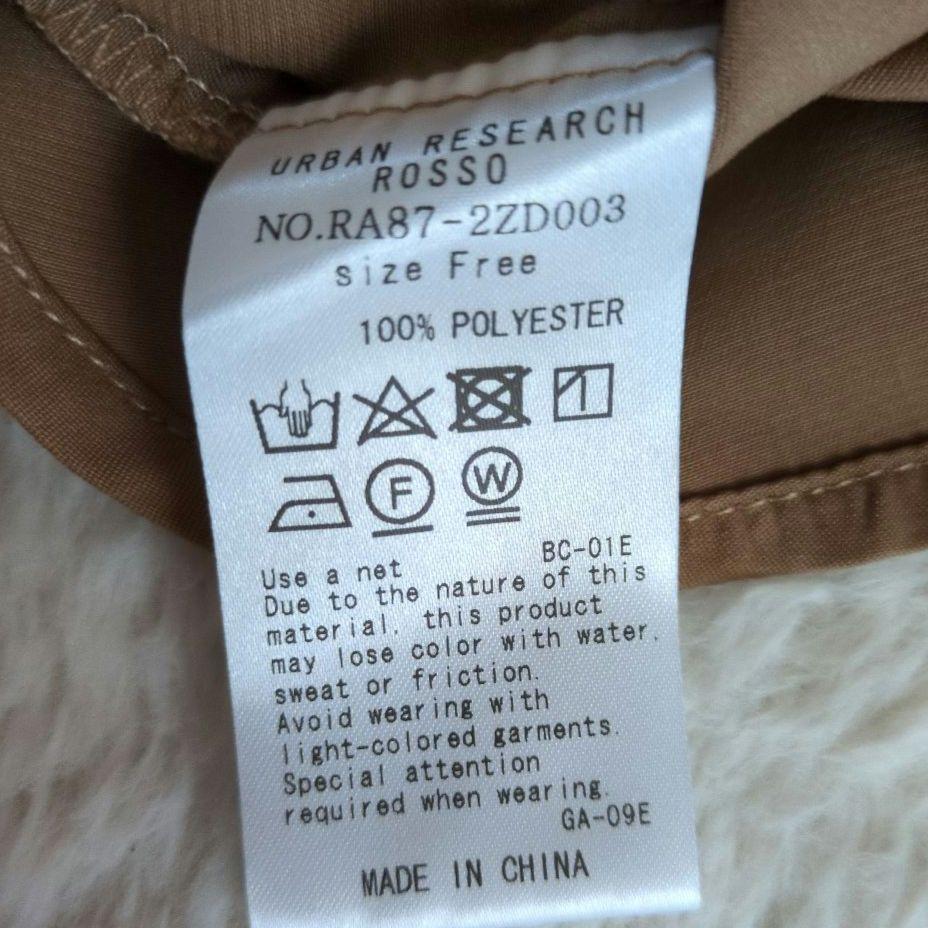 URBAN RESEARCH
ROSSO
NO.RA87-2ZD003
size Free
100% POLYESTER
F W
Use a net BC-01E
Due to the nature of this
material, this product
may lose color with water,
sweat or friction.
Avoid wearing with
light-colored garments.
Special attention
required when wearing.
GA-09E
MADE IN CHINA